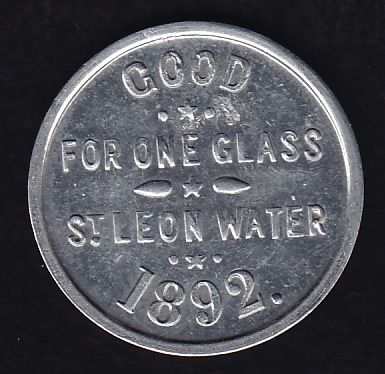 GOOD
FOR ONE GLASS
ST. LEON WATER
1892.